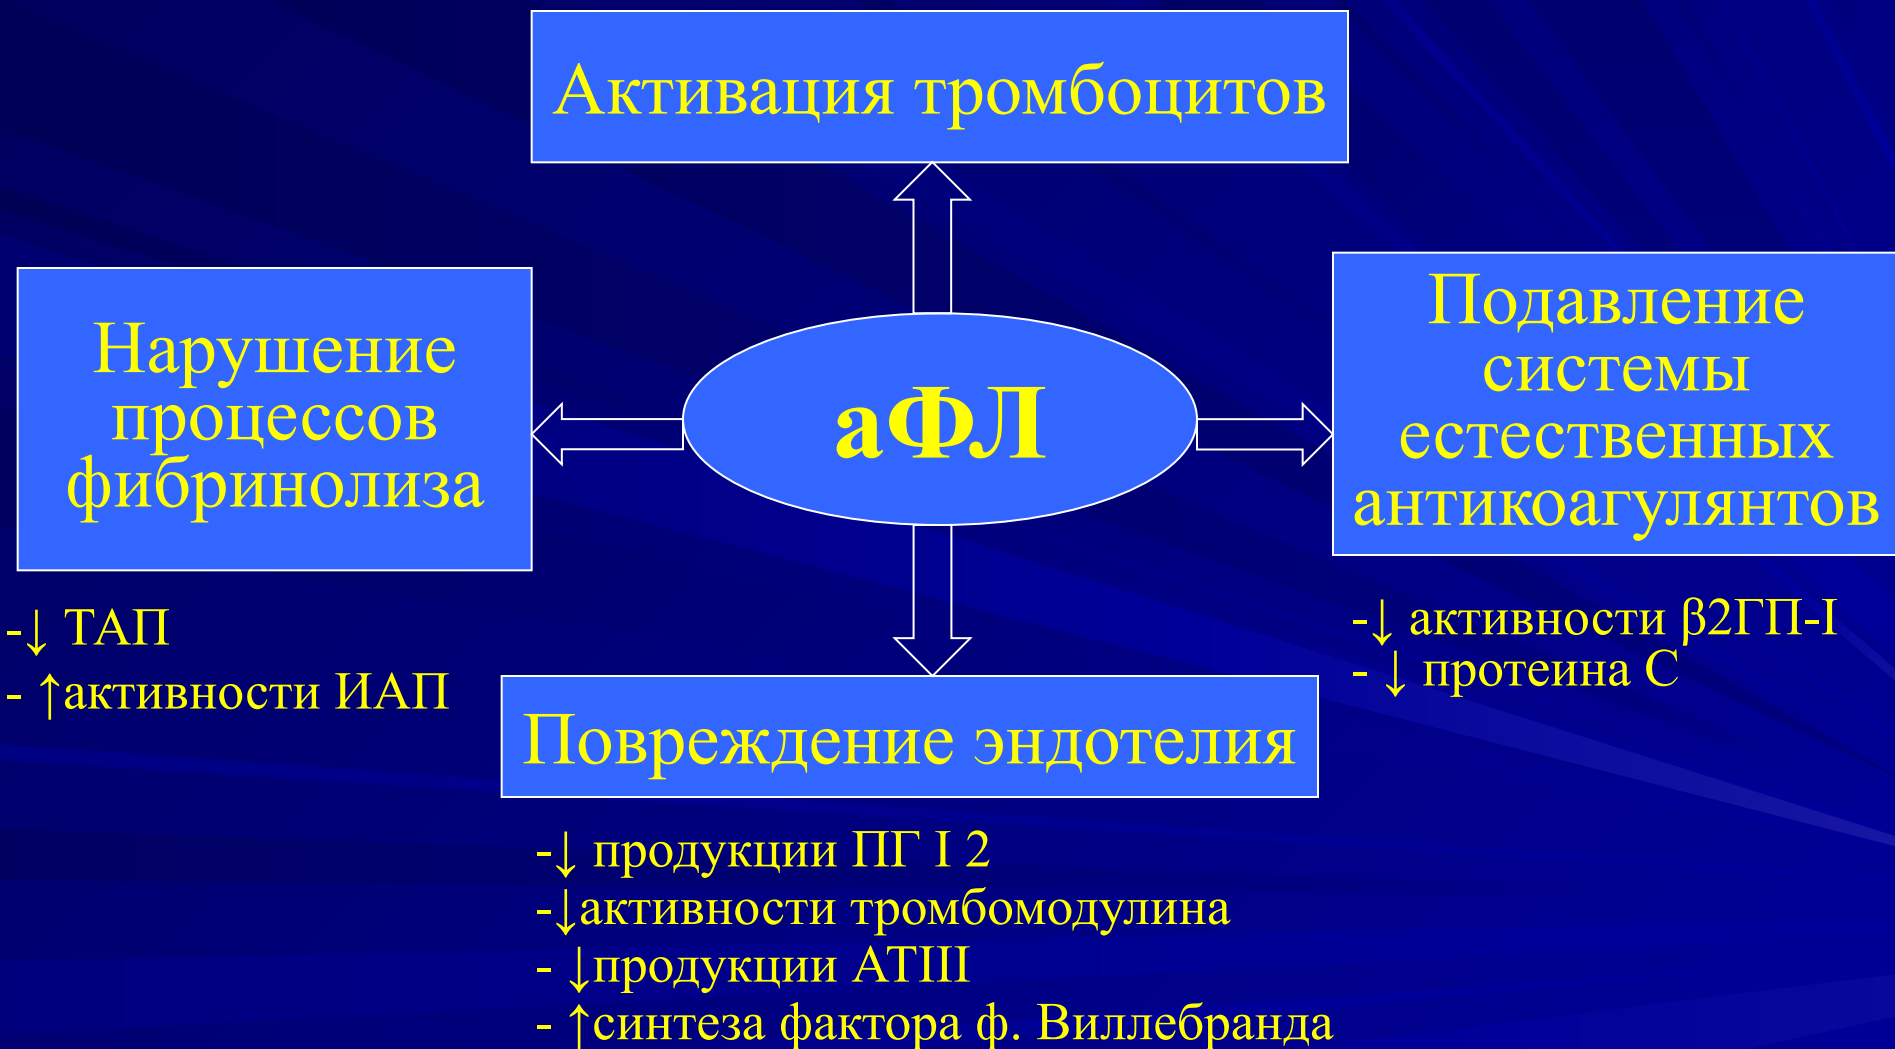 Активация тромбоцитов
Нарушение
процессов
фибринолиза
аФЛ
Подавление
системы
естественных
антикоагулянтов
-↓ ТАП
- ↑активности ИАП
-↓ активности β2ГП-I
- ↓ протеина С
Повреждение эндотелия
-↓ продукции ПГ I 2
-↓активности тромбомодулина
- ↓продукции АТIII
- ↑синтеза фактора ф. Виллебранда